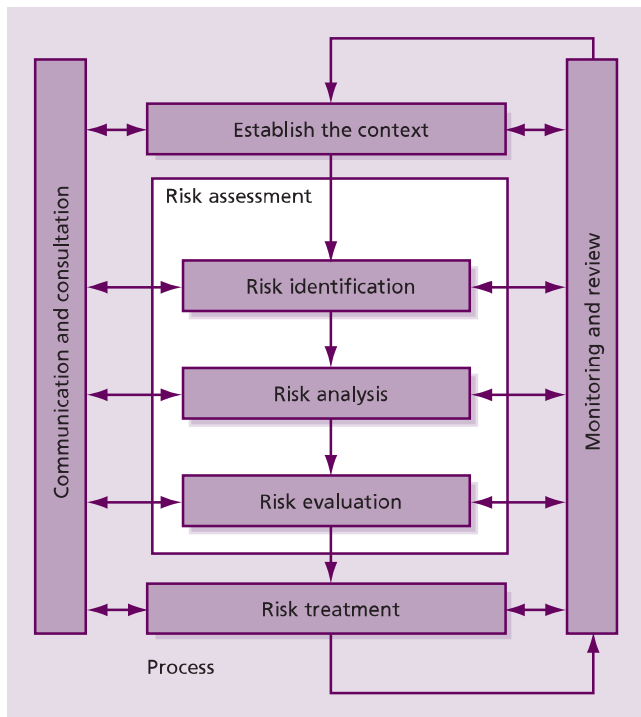 Establish the context
Risk assessment
Risk identification
Risk analysis
Risk evaluation
Risk treatment
Process
Communication and consultation
Monitoring and review